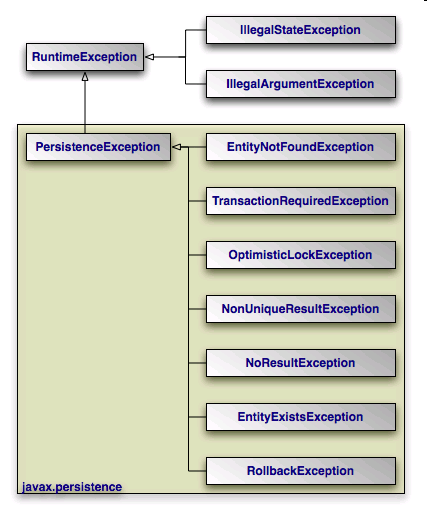 IllegalStateException
RuntimeException
IllegalArgumentException
PersistenceException
EntityNotFoundException
TransactionRequiredException
OptimisticLockException
NonUniqueResultException
NoResultException
EntityExistsException
RollbackException
javax.persistence